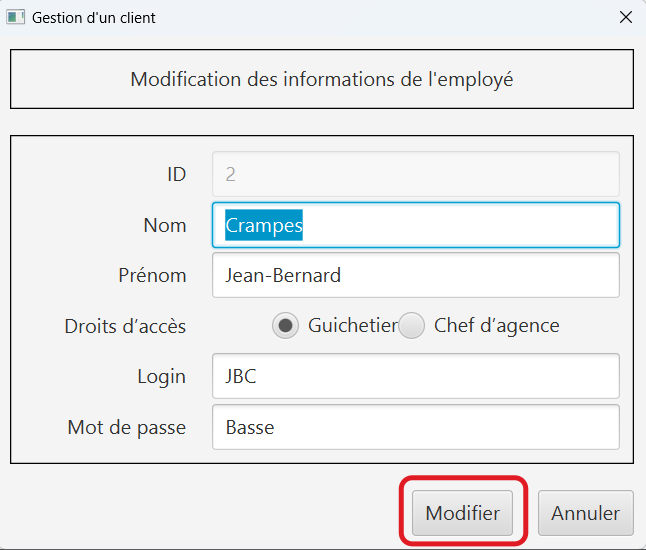 Gestion d'un client
Modification des informations de l'employé
ID 2
Nom Crampes
Prénom Jean-Bernard
Droits d’accès Guichetier Chef d’agence
Login JBC
Mot de passe Basse
Modifier Annuler